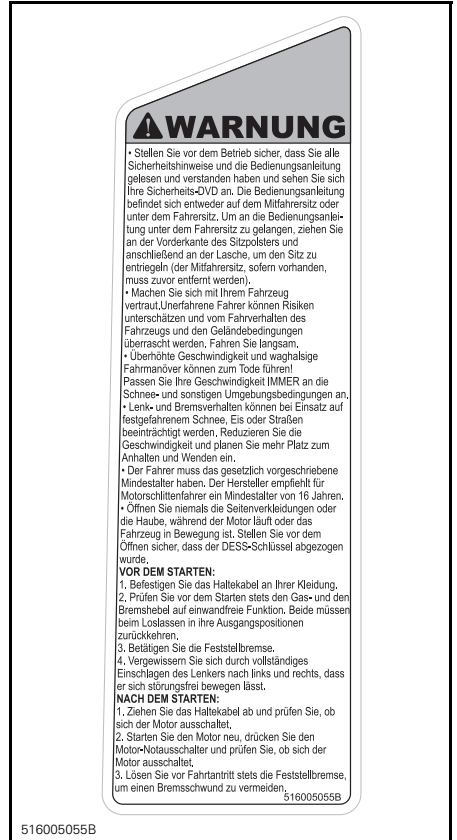 WARNUNG
• Stellen Sie vor dem Betrieb sicher, dass Sie alle
Sicherheitshinweise und die Bedienungsanleitung
gelesen und verstanden haben und sehen Sie sich
Ihre Sicherheits-DVD an. Die Bedienungsanleitung
befindet sich entweder auf dem Mitfahrersitz oder
unter dem Fahrersitz. Um an die Bedienungsanlei-
tung unter dem Fahrersitz zu gelangen, ziehen Sie
an der Vorderkante des Sitzpolsters und
anschließend an der Lasche, um den Sitz zu
entriegeln (der Mitfahrersitz, sofern vorhanden,
muss zuvor entfernt werden).
• Machen Sie sich mit Ihrem Fahrzeug
vertraut.Unerfahrene Fahrer können Risiken
unterschätzen und vom Fahrverhalten des
Fahrzeugs und den Geländebedingungen
überrascht werden. Fahren Sie langsam.
• Überhöhte Geschwindigkeit und waghalsige
Fahrmanöver können zum Tode führen!
Passen Sie Ihre Geschwindigkeit IMMER an die
Schnee- und sonstigen Umgebungsbedingungen an.
• Lenk- und Bremsverhalten können bei Einsatz auf
festgefahrenem Schnee, Eis oder Straßen
beeinträchtigt werden. Reduzieren Sie die
Geschwindigkeit und planen Sie mehr Platz zum
Anhalten und Wenden ein.
• Der Fahrer muss das gesetzlich vorgeschriebene
Mindestalter haben. Der Hersteller empfiehlt für
Motorschlittenfahrer ein Mindestalter von 16 Jahren.
• Öffnen Sie niemals die Seitenverkleidungen oder
die Haube, während der Motor läuft oder das
Fahrzeug in Bewegung ist. Stellen Sie vor dem
Öffnen sicher, dass der DESS-Schlüssel abgezogen
wurde.
VOR DEM STARTEN:
1. Befestigen Sie das Haltekabel an Ihrer Kleidung.
2. Prüfen Sie vor dem Starten stets den Gas- und den
Bremshebel auf einwandfreie Funktion. Beide müssen
beim Loslassen in ihre Ausgangspositionen
zurückkehren.
3. Betätigen Sie die Feststellbremse.
4. Vergewissern Sie sich durch vollständiges
Einschlagen des Lenkers nach links und rechts, dass
er sich störungsfrei bewegen lässt.
NACH DEM STARTEN:
1. Ziehen Sie das Haltekabel ab und prüfen Sie, ob
sich der Motor ausschaltet.
2. Starten Sie den Motor neu, drücken Sie den
Motor-Notausschalter und prüfen Sie, ob sich der
Motor ausschaltet.
3. Lösen Sie vor Fahrtantritt stets die Feststellbremse,
um einen Bremsschwund zu vermeiden.
516005055B
516005055B